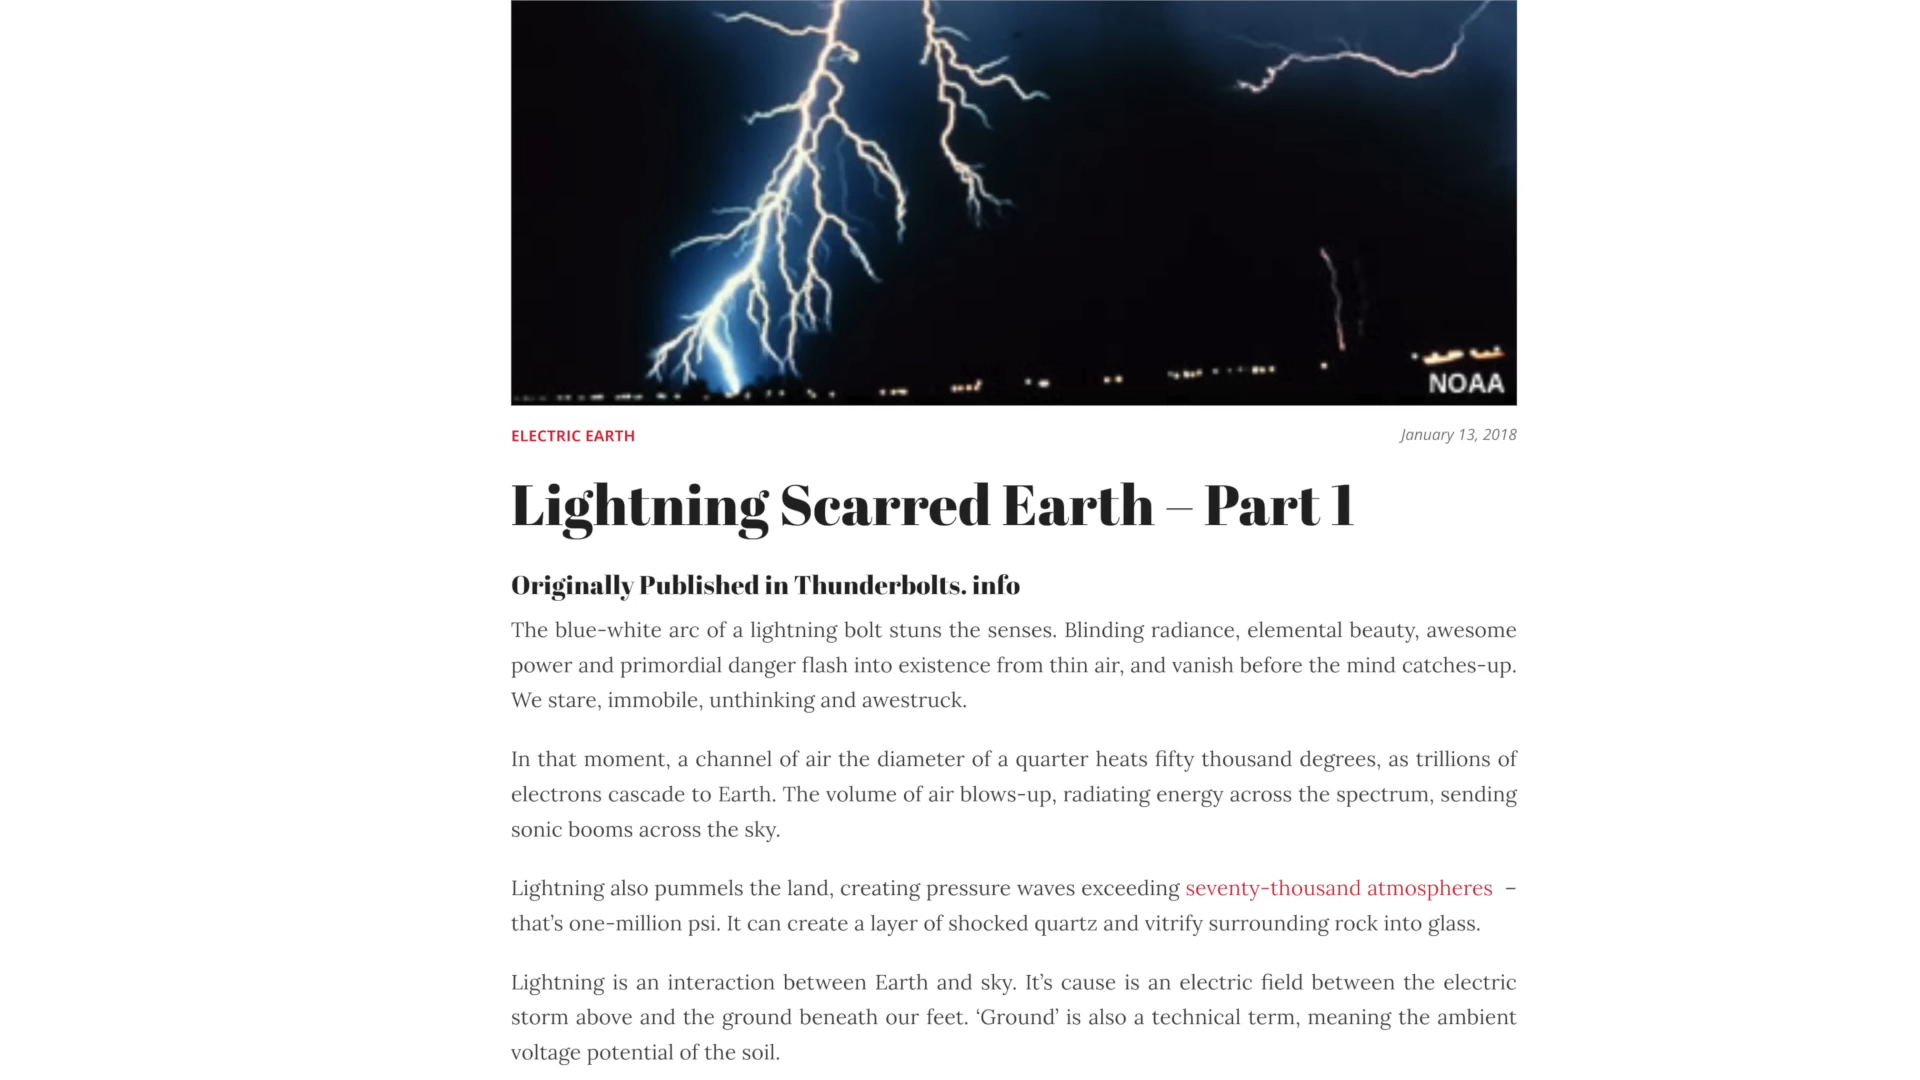 NOAA
ELECTRIC EARTH
January 13, 2018
Lightning Scarred Earth – Part 1
Originally Published in Thunderbolts. info
The blue-white arc of a lightning bolt stuns the senses. Blinding radiance, elemental beauty, awesome
power and primordial danger flash into existence from thin air, and vanish before the mind catches-up.
We stare, immobile, unthinking and awestruck.
In that moment, a channel of air the diameter of a quarter heats fifty thousand degrees, as trillions of
electrons cascade to Earth. The volume of air blows-up, radiating energy across the spectrum, sending
sonic booms across the sky.
Lightning also pummels the land, creating pressure waves exceeding seventy-thousand atmospheres –
that’s one-million psi. It can create a layer of shocked quartz and vitrify surrounding rock into glass.
Lightning is an interaction between Earth and sky. It’s cause is an electric field between the electric
storm above and the ground beneath our feet. ‘Ground’ is also a technical term, meaning the ambient
voltage potential of the soil.